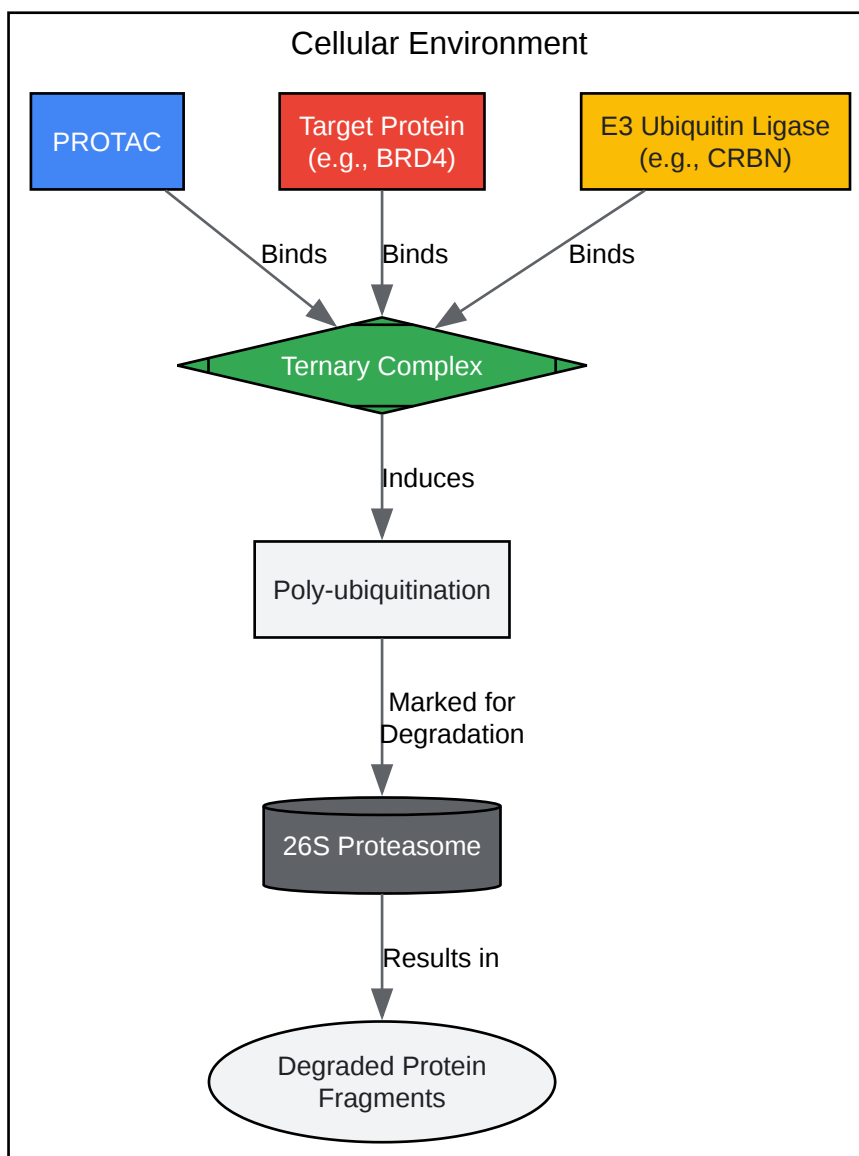 Cellular Environment
PROTAC
Target Protein
(e.g., BRD4)
E3 Ubiquitin Ligase
(e.g., CRBN)
Binds
Binds
Binds
Ternary Complex
Induces
Poly-ubiquitination
Marked for
Degradation
26S Proteasome
Results in
Degraded Protein
Fragments